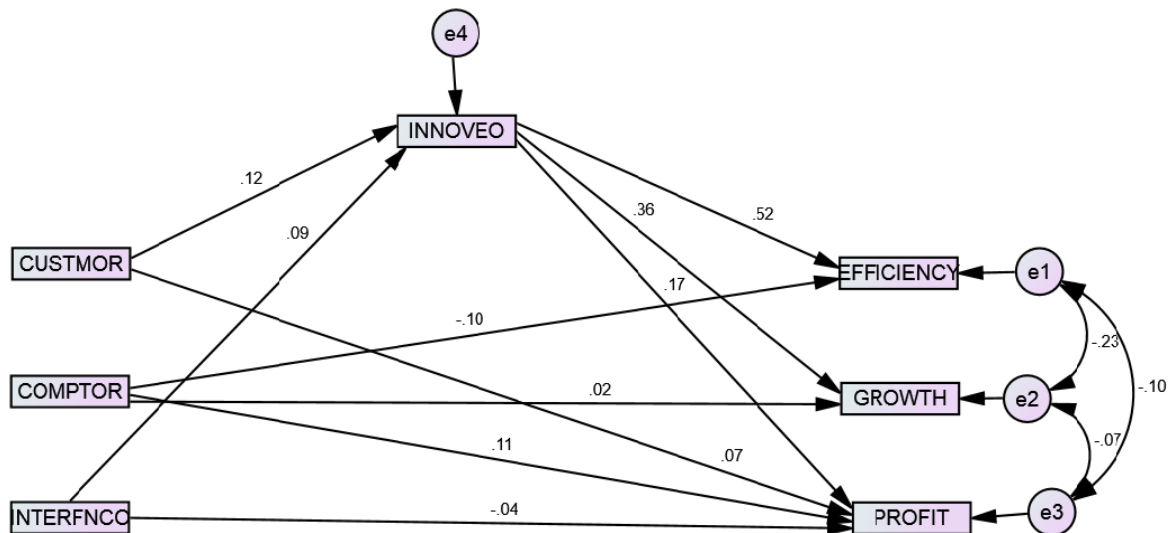 e4
INNOVEO
.12
.36
.52
.09
CUSTMOR
EFFICIENCY
e1
.17
-.10
-.23
COMPTOR
.02
GROWTH
e2
-.10
-.07
.11
.07
INTERFNCO
-.04
PROFIT
e3